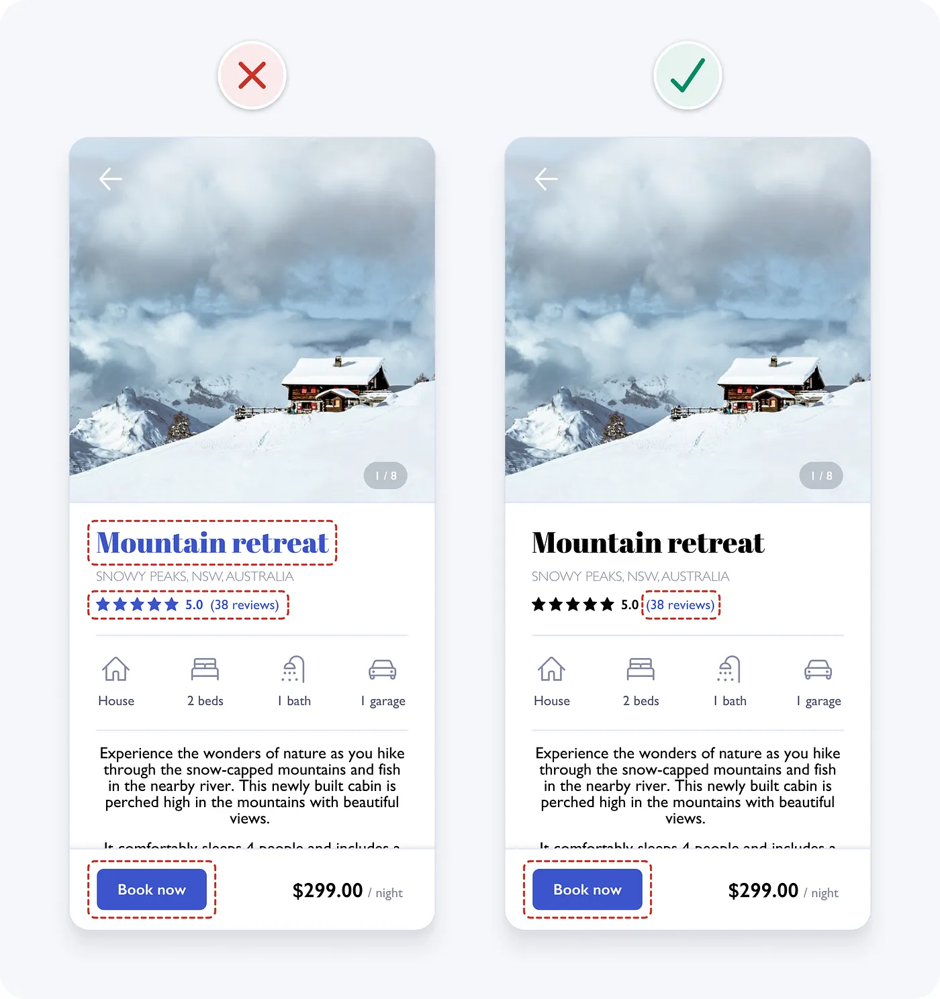 1 / 8
Mountain retreat
SNOWY PEAKS, NSW, AUSTRALIA
5.0 (38 reviews)
House
2 beds
1 bath
1 garage
Experience the wonders of nature as you hike
through the snow-capped mountains and fish
in the nearby river. This newly built cabin is
perched high in the mountains with beautiful
views.
It comfortably sleeps 4 people and includes a
Book now
$299.00 / night
1 / 8
Mountain retreat
SNOWY PEAKS, NSW, AUSTRALIA
5.0 (38 reviews)
House
2 beds
1 bath
1 garage
Experience the wonders of nature as you hike
through the snow-capped mountains and fish
in the nearby river. This newly built cabin is
perched high in the mountains with beautiful
views.
It comfortably sleeps 4 people and includes a
Book now
$299.00 / night